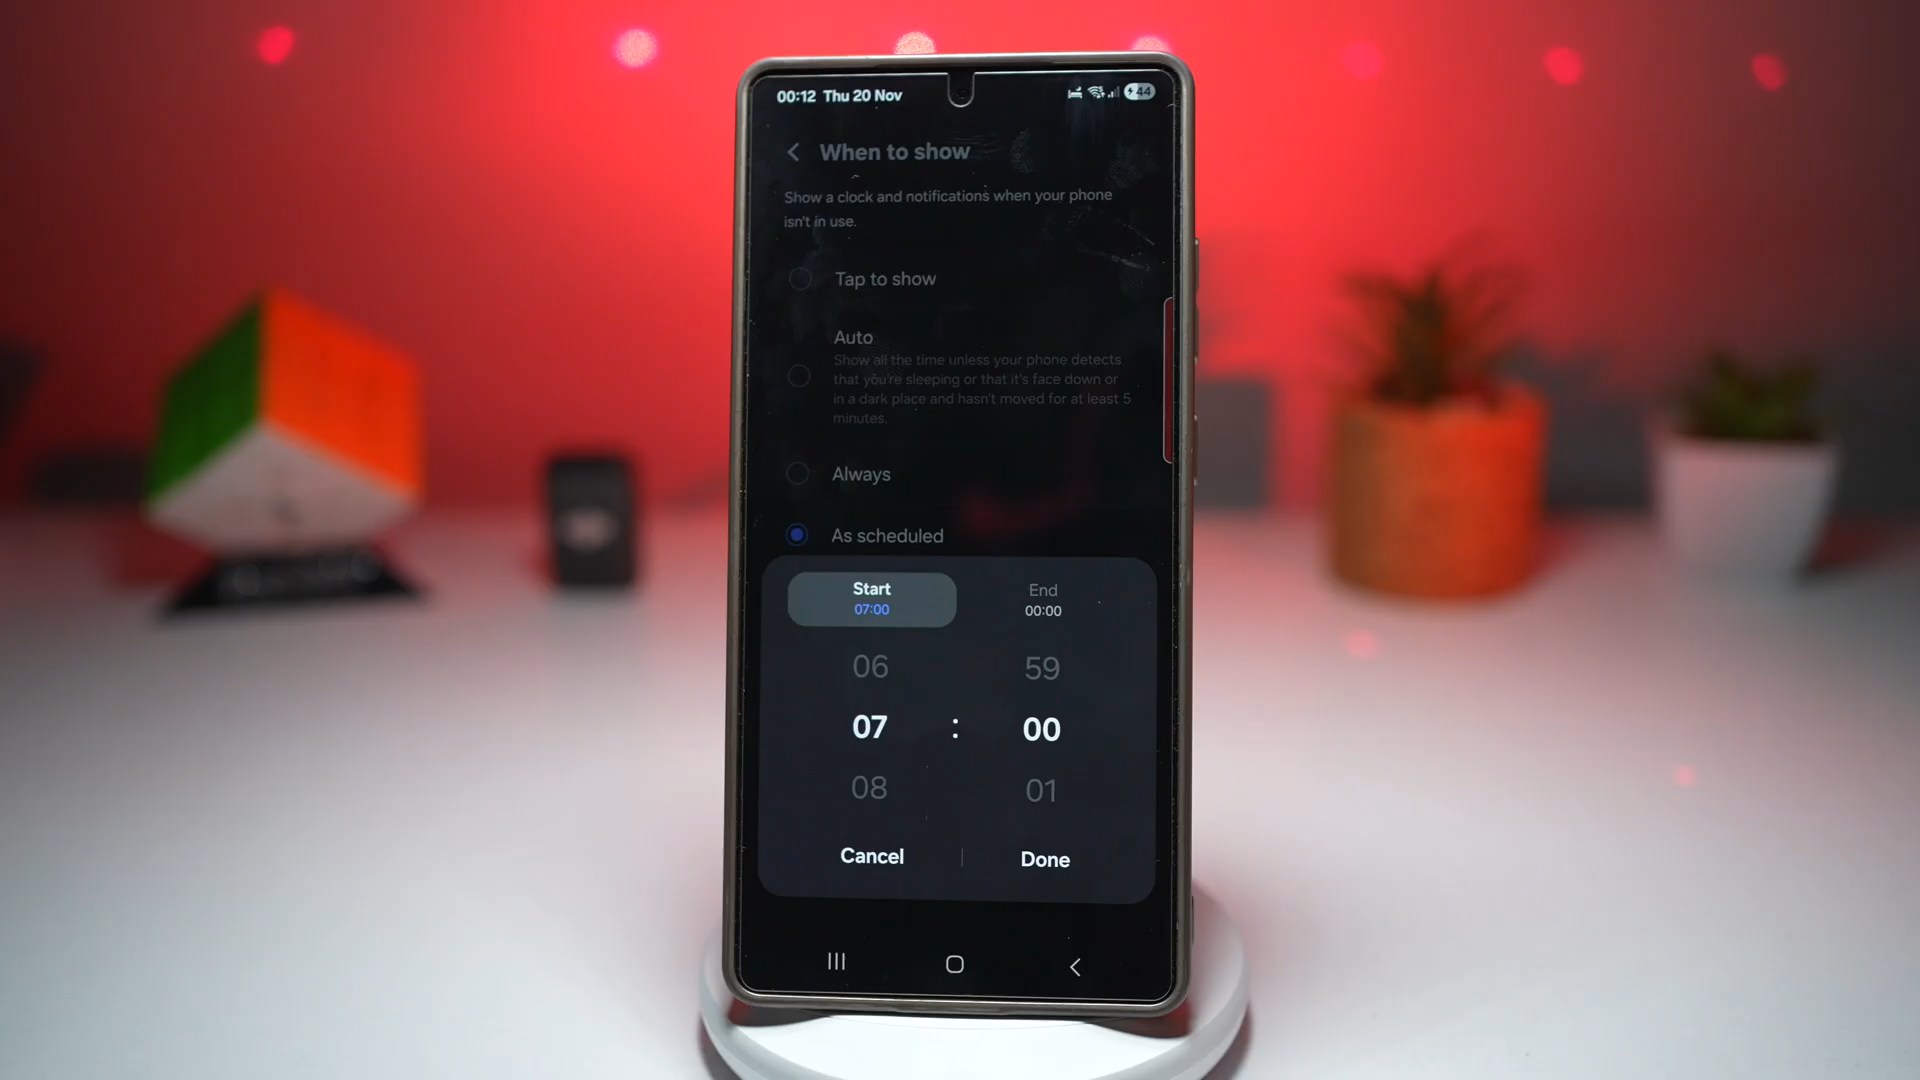 00:12 Thu 20 Nov
44
When to show
Show a clock and notifications when your phone
isn't in use.
Tap to show
Auto
Show all the time unless your phone detects
that you're sleeping or that it's face down or
in a dark place and hasn't moved for at least 5
minutes.
Always
As scheduled
Start End
07:00 00:00
06 59
07 : 00
08 01
Cancel Done